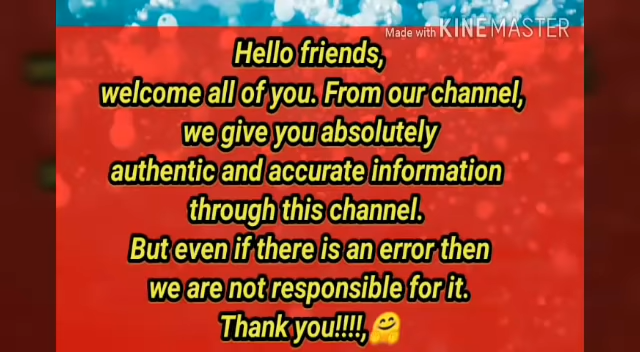 Made with KINEMASTER
Hello friends,
welcome all of you. From our channel,
we give you absolutely
authentic and accurate information
through this channel.
But even if there is an error then
we are not responsible for it.
Thank you!!!!,🤗